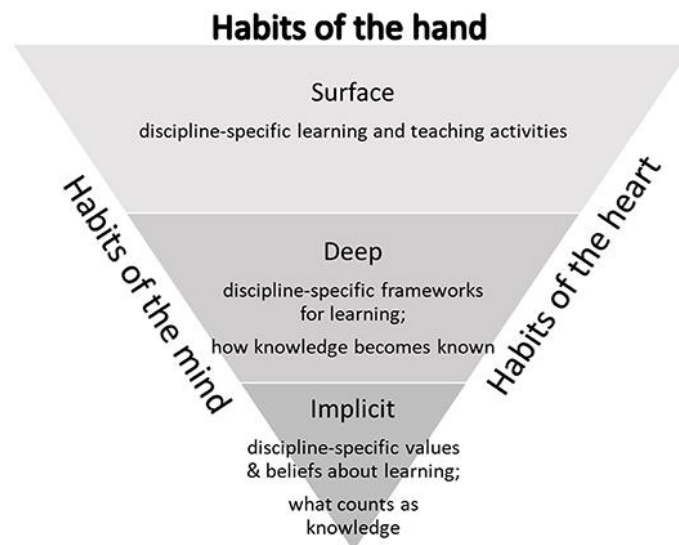 Habits of the hand
Surface
discipline-specific learning and teaching activities
Habits of the mind
Habits of the heart
Deep
discipline-specific frameworks
for learning;
how knowledge becomes known
Implicit
discipline-specific values
& beliefs about learning;
what counts as
knowledge